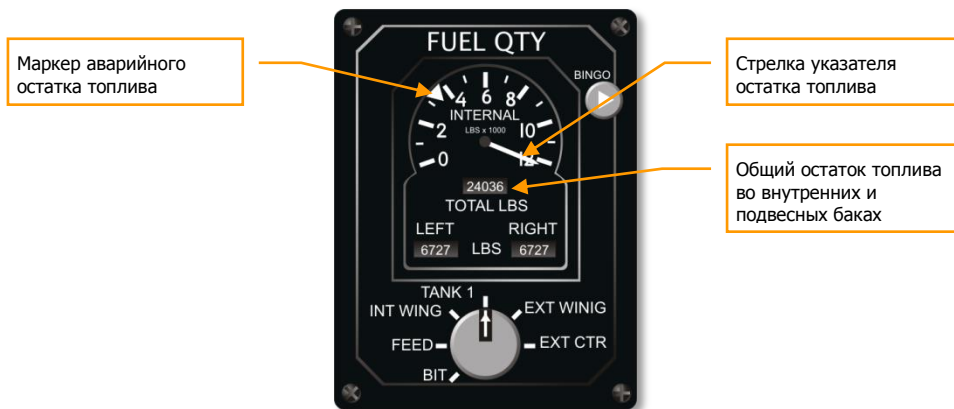 Маркер аварийного
остатка топлива
FUEL QTY
BINGO
Стрелка указателя
остатка топлива
4 6 8
INTERNAL
LBS x 1000
2 10
0 12
Общий остаток топлива
во внутренних и
подвесных баках
24036
TOTAL LBS
LEFT RIGHT
6727 LBS 6727
TANK 1
INT WING EXT WINIG
FEED EXT CTR
BIT